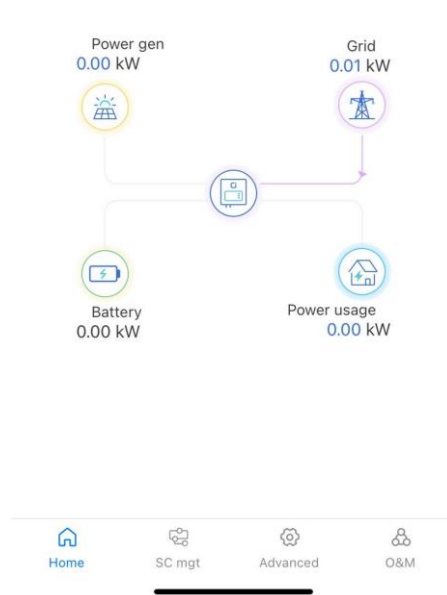 Power gen
0.00 kW
Grid
0.01 kW
Battery
0.00 kW
Power usage
0.00 kW
Home
SC mgt
Advanced
O&M